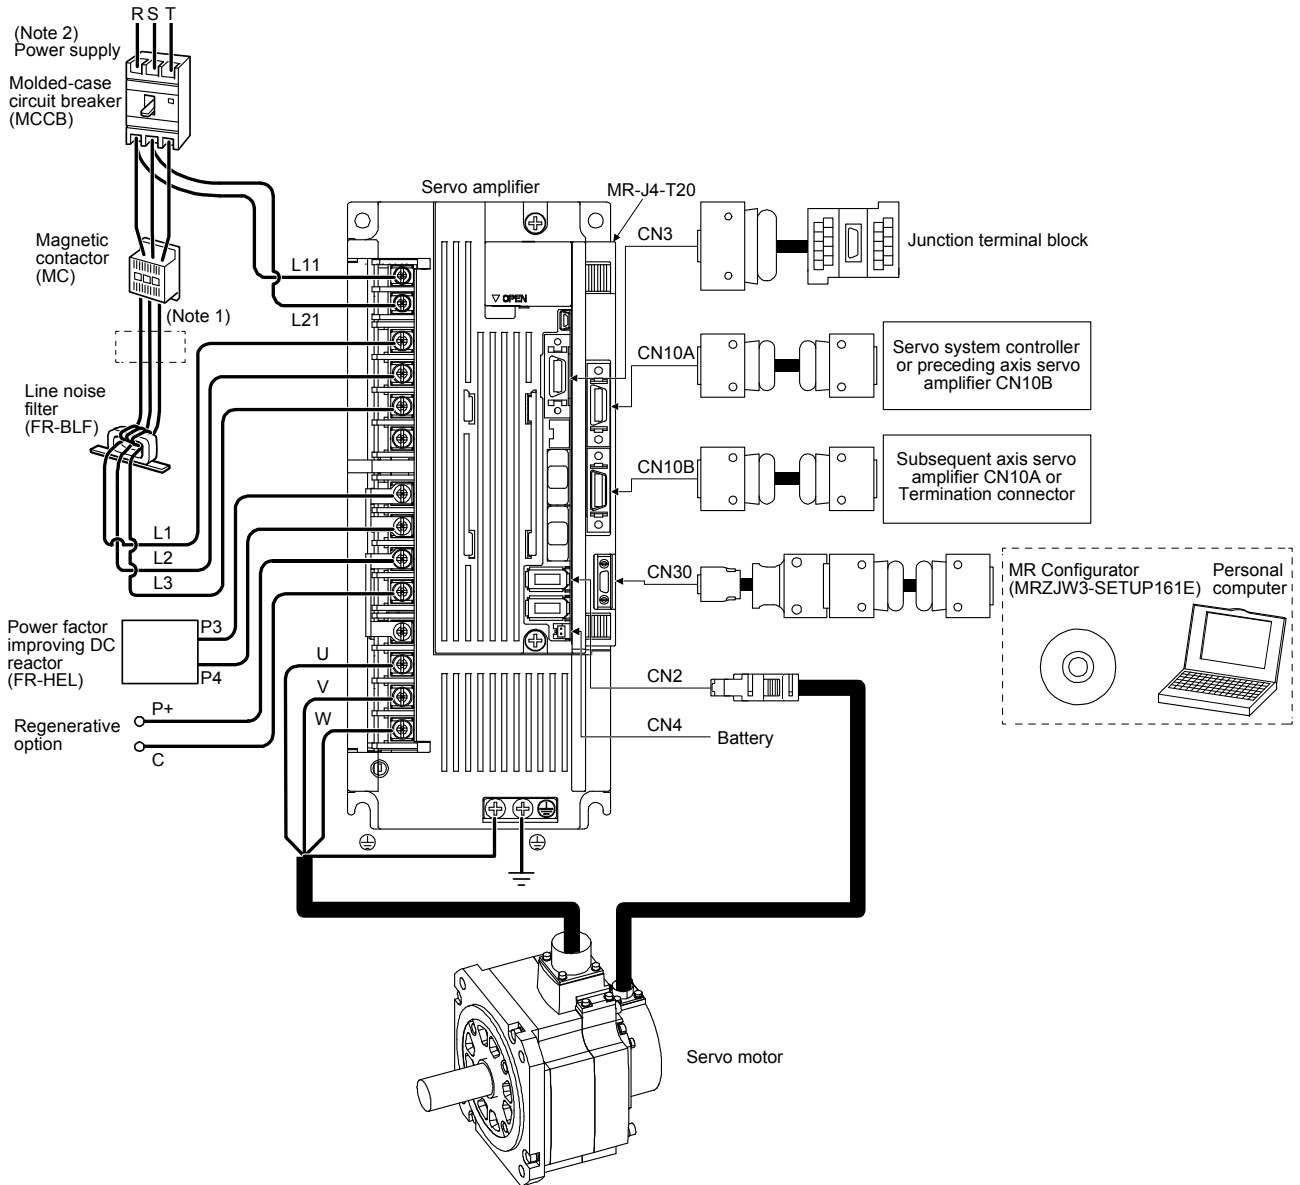 R S T
(Note 2)
Power supply
Molded-case
circuit breaker
(MCCB)
Servo amplifier
MR-J4-T20
CN3
Junction terminal block
Magnetic
contactor
(MC)
L11
L21
▽ OPEN
(Note 1)
CN10A
Servo system controller
or preceding axis servo
amplifier CN10B
Line noise
filter
(FR-BLF)
CN10B
Subsequent axis servo
amplifier CN10A or
Termination connector
L1
L2
L3
CN30
MR Configurator
(MRZJW3-SETUP161E)
Personal
computer
Power factor
improving DC
reactor
(FR-HEL)
P3
P4
U
V
W
CN2
CN4
Battery
Regenerative
option
P+
C
Servo motor